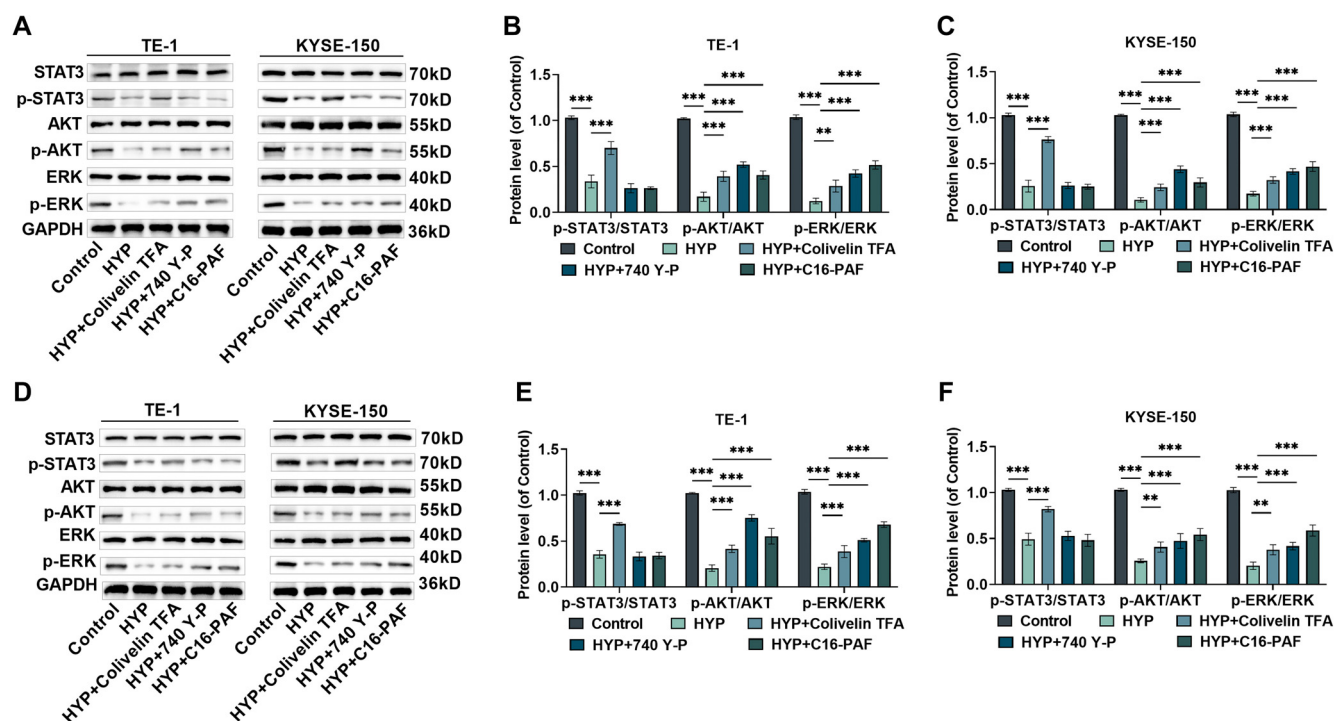 A
TE-1 KYSE-150
STAT3 70kD
p-STAT3 70kD
AKT 55kD
p-AKT 55kD
ERK 40kD
p-ERK 40kD
GAPDH 36kD
Control HYP HYP+Colivelin TFA HYP+740 Y-P HYP+C16-PAF
Control HYP HYP+Colivelin TFA HYP+740 Y-P HYP+C16-PAF
B
TE-1
Protein level (of Control)
1.5
1.0
0.5
0.0
*** *** *** *** *** *** *** ** *** ***
p-STAT3/STAT3 p-AKT/AKT p-ERK/ERK
Control HYP HYP+Colivelin TFA
HYP+740 Y-P HYP+C16-PAF
C
KYSE-150
Protein level (of Control)
1.5
1.0
0.5
0.0
*** *** *** *** *** *** *** *** *** ***
p-STAT3/STAT3 p-AKT/AKT p-ERK/ERK
Control HYP HYP+Colivelin TFA
HYP+740 Y-P HYP+C16-PAF
D
TE-1 KYSE-150
STAT3 70kD
p-STAT3 70kD
AKT 55kD
p-AKT 55kD
ERK 40kD
p-ERK 40kD
GAPDH 36kD
Control HYP HYP+Colivelin TFA HYP+740 Y-P HYP+C16-PAF
Control HYP HYP+Colivelin TFA HYP+740 Y-P HYP+C16-PAF
E
TE-1
Protein level (of Control)
1.5
1.0
0.5
0.0
*** *** *** *** *** *** *** *** *** ***
p-STAT3/STAT3 p-AKT/AKT p-ERK/ERK
Control HYP HYP+Colivelin TFA
HYP+740 Y-P HYP+C16-PAF
F
KYSE-150
Protein level (of Control)
1.5
1.0
0.5
0.0
*** *** *** ** *** *** *** ** *** ***
p-STAT3/STAT3 p-AKT/AKT p-ERK/ERK
Control HYP HYP+Colivelin TFA
HYP+740 Y-P HYP+C16-PAF